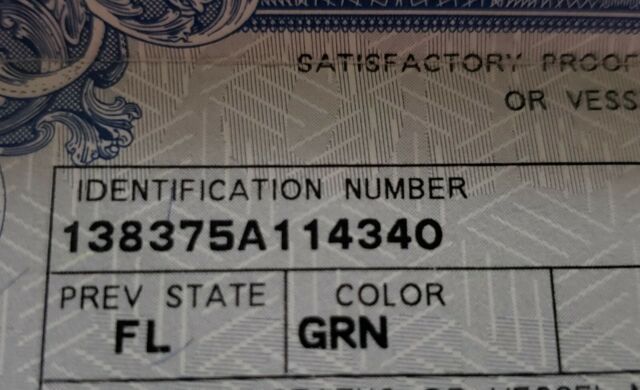 SATISFACTORY PROOF
OR VESS
IDENTIFICATION NUMBER
138375A114340
PREV STATE COLOR
FL GRN